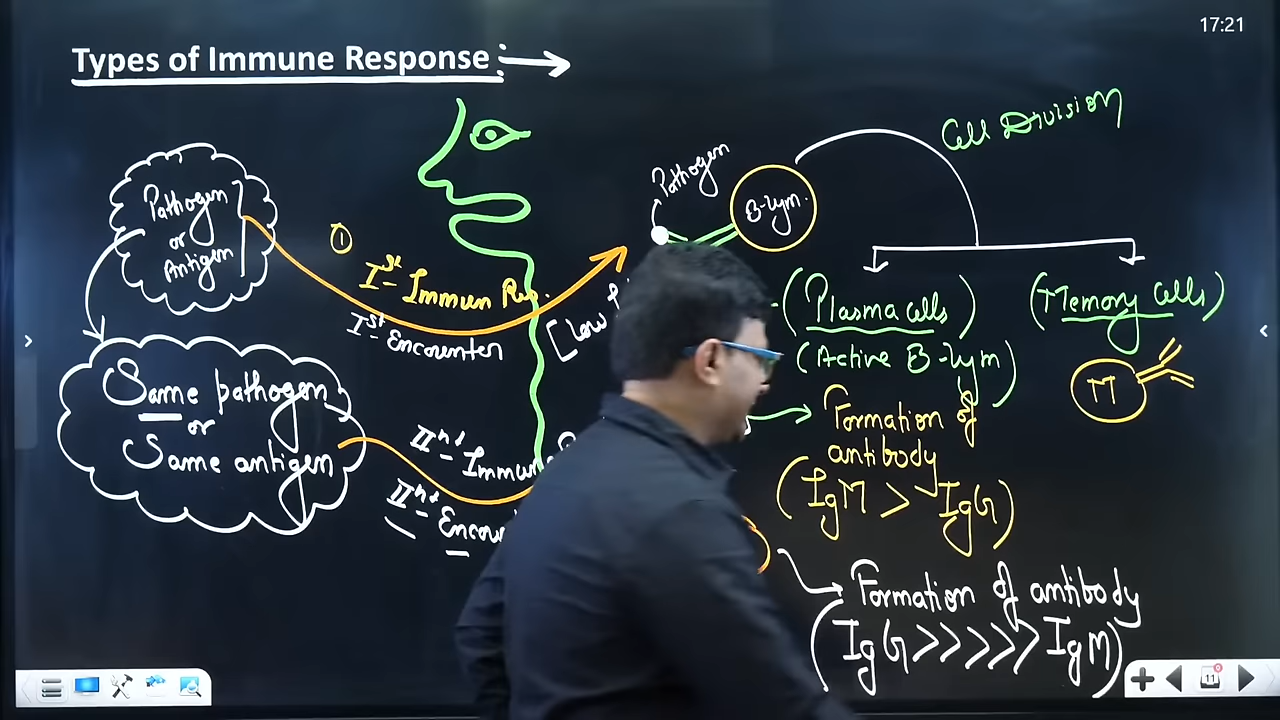 17:21
Types of Immune Response :
Pathogen
or
Antigen
①
Ist Immun Res.
Ist Encounter
[Low
Same pathogen
or
Same antigen
IInd Immun
IInd
Pathogen
B-lym.
Cell Division
(Plasma cells)
(Active B-lym)
(Memory cells)
M
Formation of
antibody
(IgM > IgG)
Formation of antibody
(IgG >>>>> IgM)
11